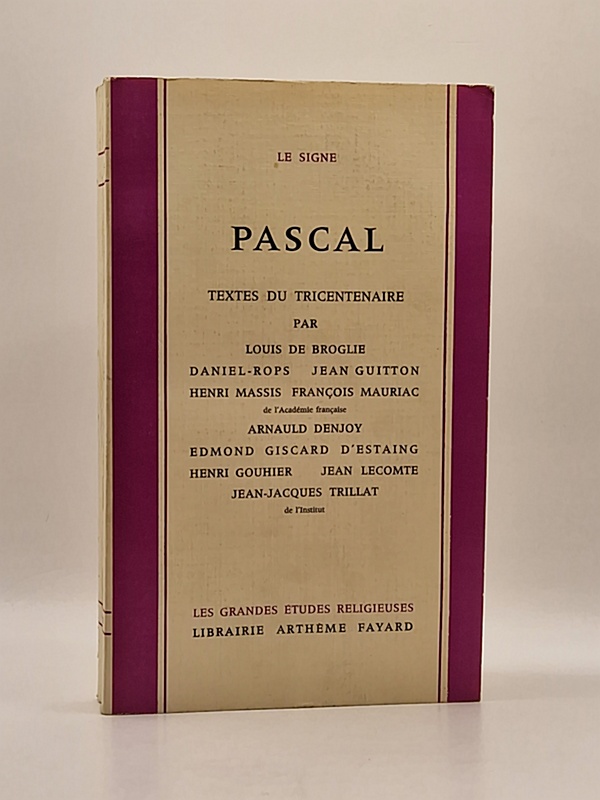 LE SIGNE
PASCAL
TEXTES DU TRICENTENAIRE
PAR
LOUIS DE BROGLIE
DANIEL-ROPS JEAN GUITTON
HENRI MASSIS FRANÇOIS MAURIAC
de l'Académie française
ARNAULD DENJOY
EDMOND GISCARD D'ESTAING
HENRI GOUHIER JEAN LECOMTE
JEAN-JACQUES TRILLAT
de l'Institut
LES GRANDES ÉTUDES RELIGIEUSES
LIBRAIRIE ARTHÈME FAYARD